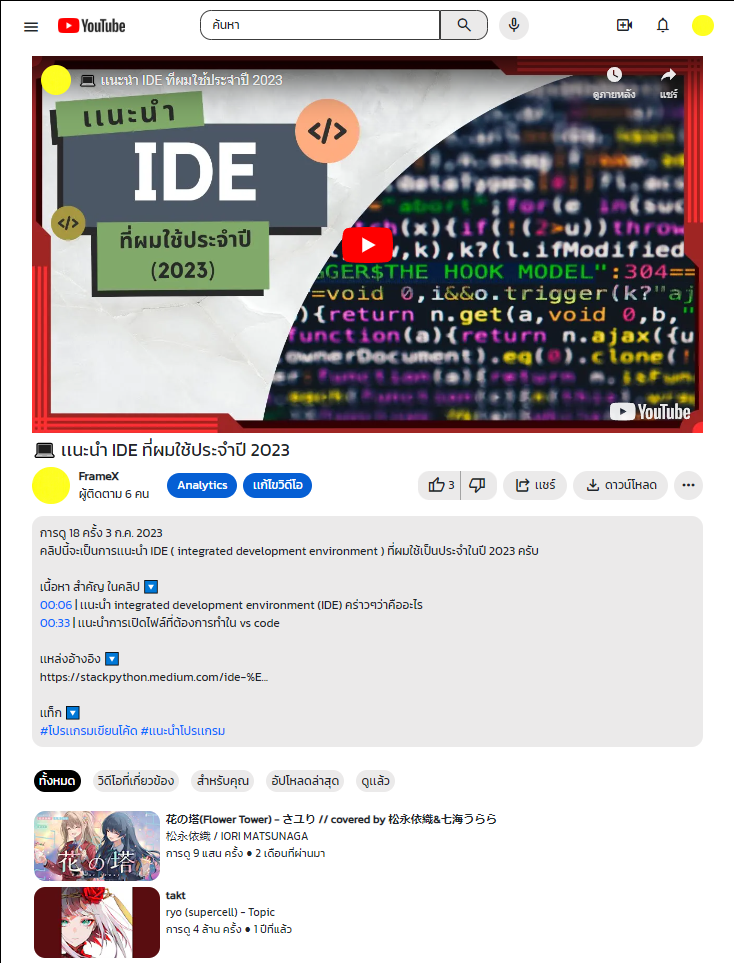 YouTube
ค้นหา
💻 แนะนำ IDE ที่ผมใช้ประจำปี 2023
ดูภายหลัง
แชร์
แนะนำ
</>
IDE
</>
ที่ผมใช้ประจำปี
(2023)
"abort";for(e in(suc
tch(x){if(!(2>u))throw
,k),k?(l.ifModified
GGER$THE HOOK MODEL":304==
=void 0,i&&o.trigger(k?"aj
){return n.get(a,void 0,b,"
function(a){return n.ajax({u
ownerDocument).eq(0).clone(
YouTube
💻 แนะนำ IDE ที่ผมใช้ประจำปี 2023
FrameX
ผู้ติดตาม 6 คน
Analytics
แก้ไขวิดีโอ
3
แชร์
ดาวน์โหลด
การดู 18 ครั้ง 3 ก.ค. 2023
คลิปนี้จะเป็นการแนะนำ IDE ( integrated development environment ) ที่ผมใช้เป็นประจำในปี 2023 ครับ
เนื้อหา สำคัญ ในคลิป 🔽
00:06 | แนะนำ integrated development environment (IDE) คร่าวๆว่าคืออะไร
00:33 | แนะนำการเปิดไฟล์ที่ต้องการทำใน vs code
แหล่งอ้างอิง 🔽
https://stackpython.medium.com/ide-%E...
แท็ก 🔽
#โปรแกรมเขียนโค้ด #แนะนำโปรแกรม
ทั้งหมด
วิดีโอที่เกี่ยวข้อง
สำหรับคุณ
อัปโหลดล่าสุด
ดูแล้ว
花の塔
花の塔(Flower Tower) - さユり // covered by 松永依織&七海うらら
松永依織 / IORI MATSUNAGA
การดู 9 แสน ครั้ง ● 2 เดือนที่ผ่านมา
takt
ryo (supercell) - Topic
การดู 4 ล้าน ครั้ง ● 1 ปีที่แล้ว